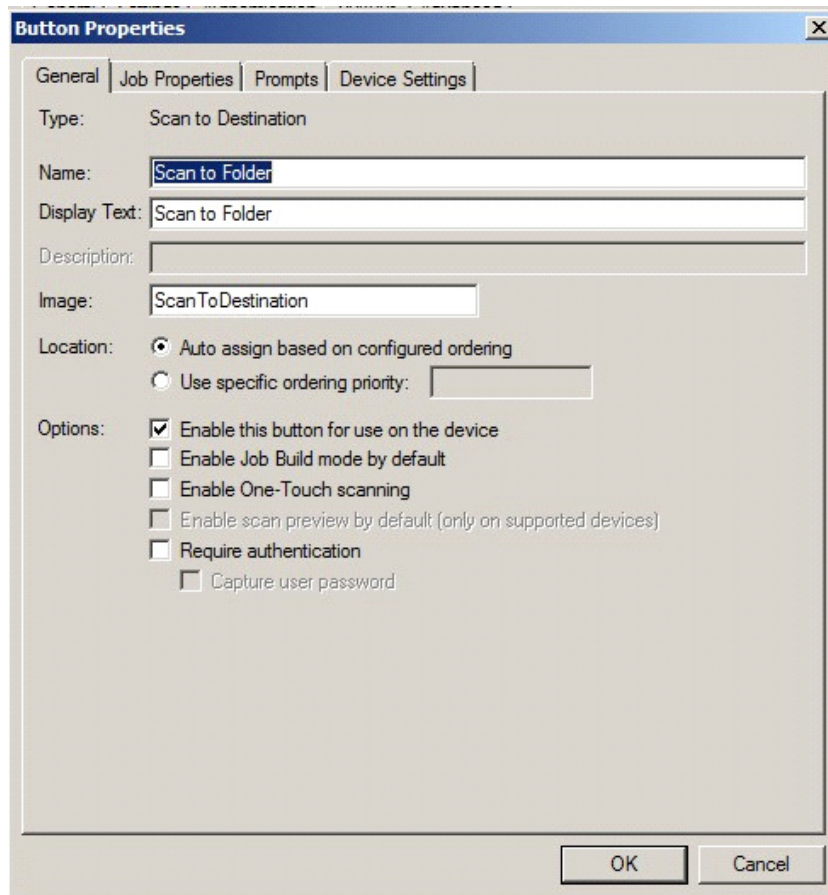 Button Properties
General Job Properties Prompts Device Settings
Type: Scan to Destination
Name: Scan to Folder
Display Text: Scan to Folder
Description:
Image: ScanToDestination
Location: Auto assign based on configured ordering
Use specific ordering priority:
Options: Enable this button for use on the device
Enable Job Build mode by default
Enable One-Touch scanning
Enable scan preview by default (only on supported devices)
Require authentication
Capture user password
OK Cancel